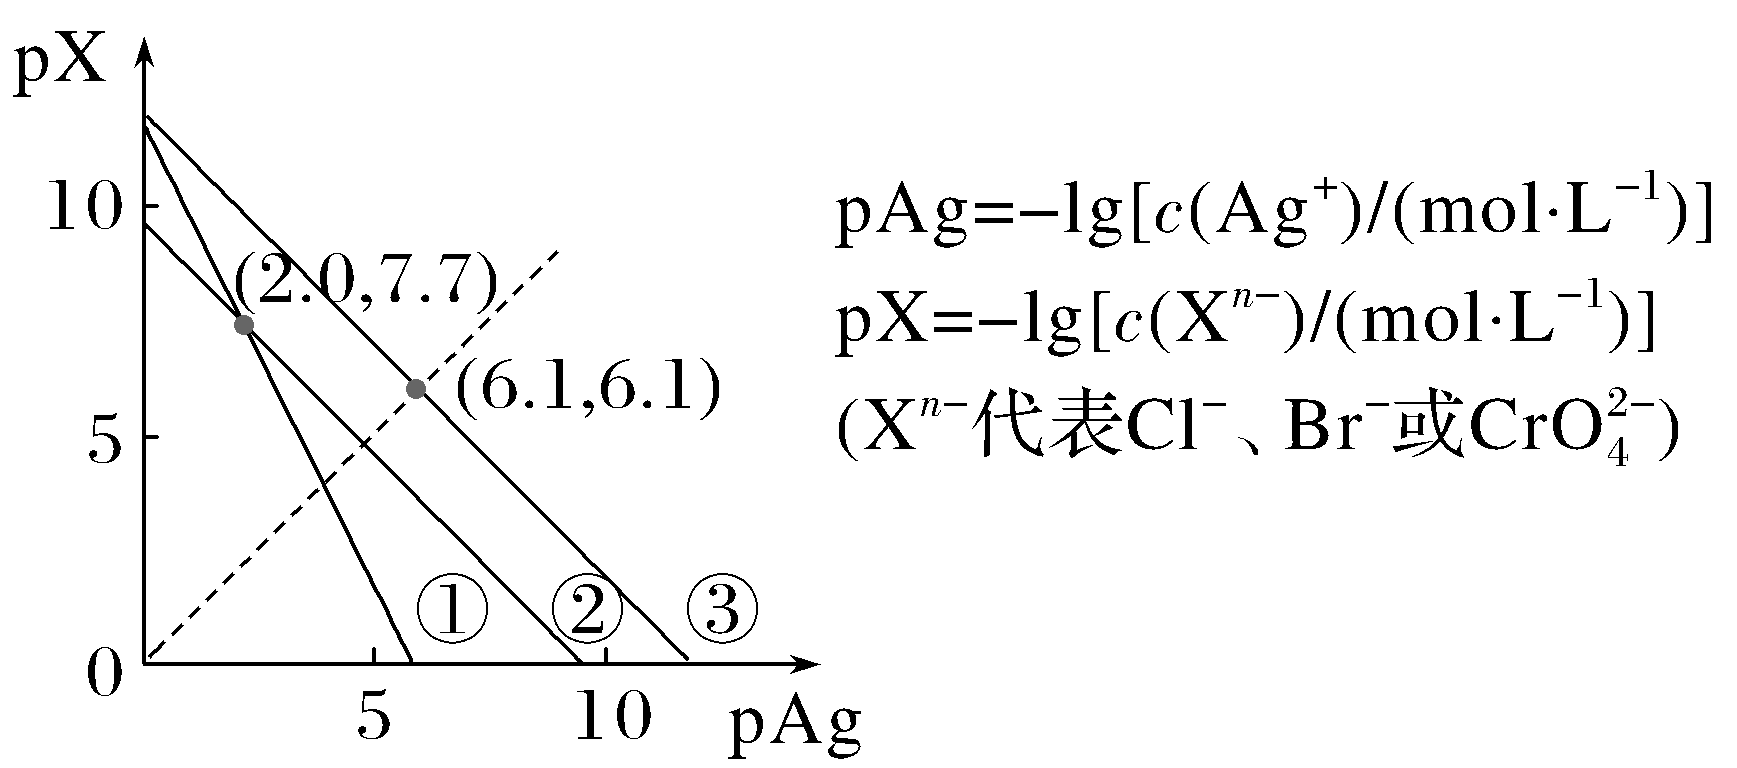 pX
10
5
0
5
10
pAg
(2.0,7.7)
(6.1,6.1)
①
②
③
pAg=−lg[c(Ag⁺)/(mol·L⁻¹)]
pX=−lg[c(Xⁿ⁻)/(mol·L⁻¹)]
(Xⁿ⁻代表Cl⁻、Br⁻或CrO₄²⁻)